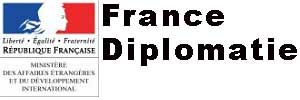 Liberté • Égalité • Fraternité
RÉPUBLIQUE FRANÇAISE
MINISTÈRE
DES AFFAIRES ÉTRANGÈRES
ET DU DÉVELOPPEMENT
INTERNATIONAL
France
Diplomatie